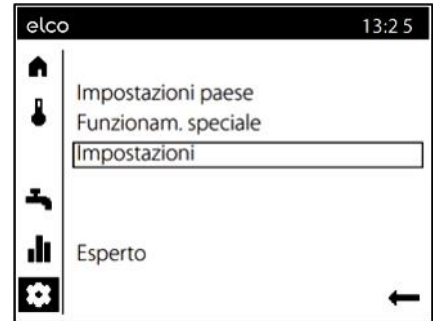 elco 13:25
Impostazioni paese
Funzionam. speciale
Impostazioni
Esperto